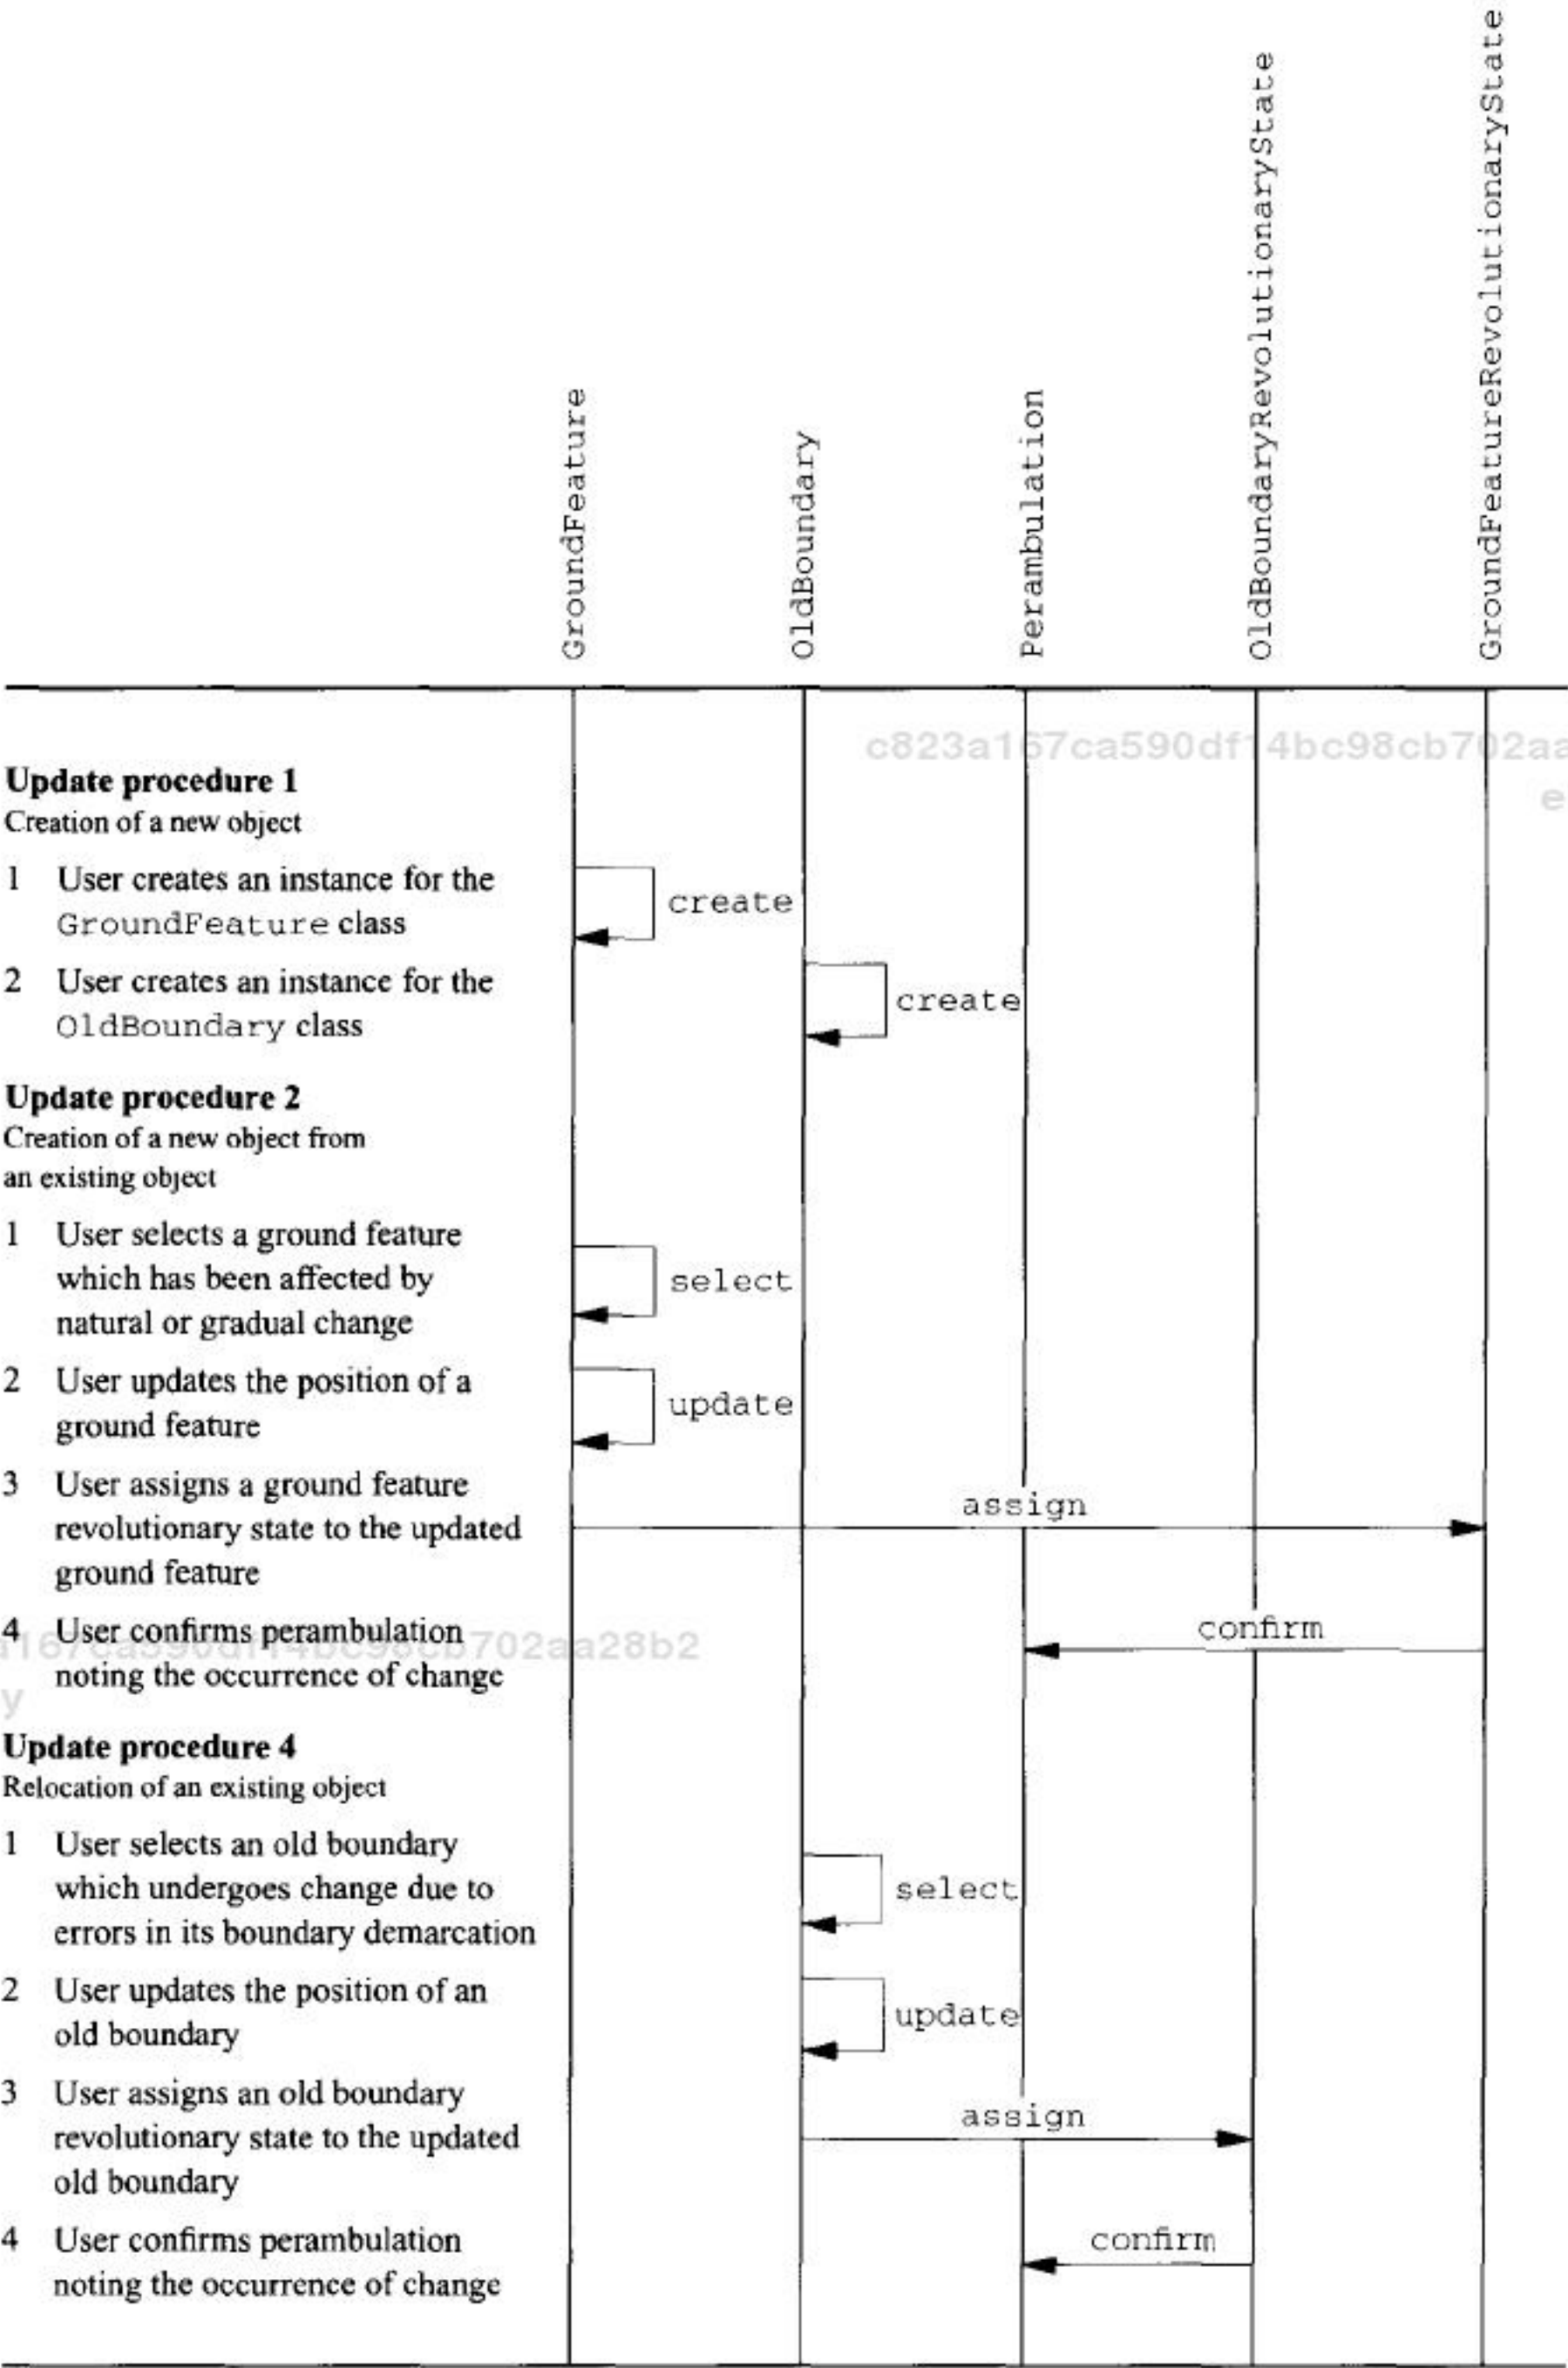 GroundFeature
OldBoundary
Perambulation
OldBoundaryRevolutionaryState
GroundFeatureRevolutionaryState
c823a167ca590df14bc98cb702aa
e
Update procedure 1
Creation of a new object
1 User creates an instance for the
GroundFeature class
create
2 User creates an instance for the
OldBoundary class
create
Update procedure 2
Creation of a new object from
an existing object
1 User selects a ground feature
which has been affected by
natural or gradual change
select
2 User updates the position of a
ground feature
update
3 User assigns a ground feature
revolutionary state to the updated
ground feature
assign
4 User confirms perambulation
noting the occurrence of change
confirm
a167ca590df14bc98cb702aa28b2
y
Update procedure 4
Relocation of an existing object
1 User selects an old boundary
which undergoes change due to
errors in its boundary demarcation
select
2 User updates the position of an
old boundary
update
3 User assigns an old boundary
revolutionary state to the updated
old boundary
assign
4 User confirms perambulation
noting the occurrence of change
confirm